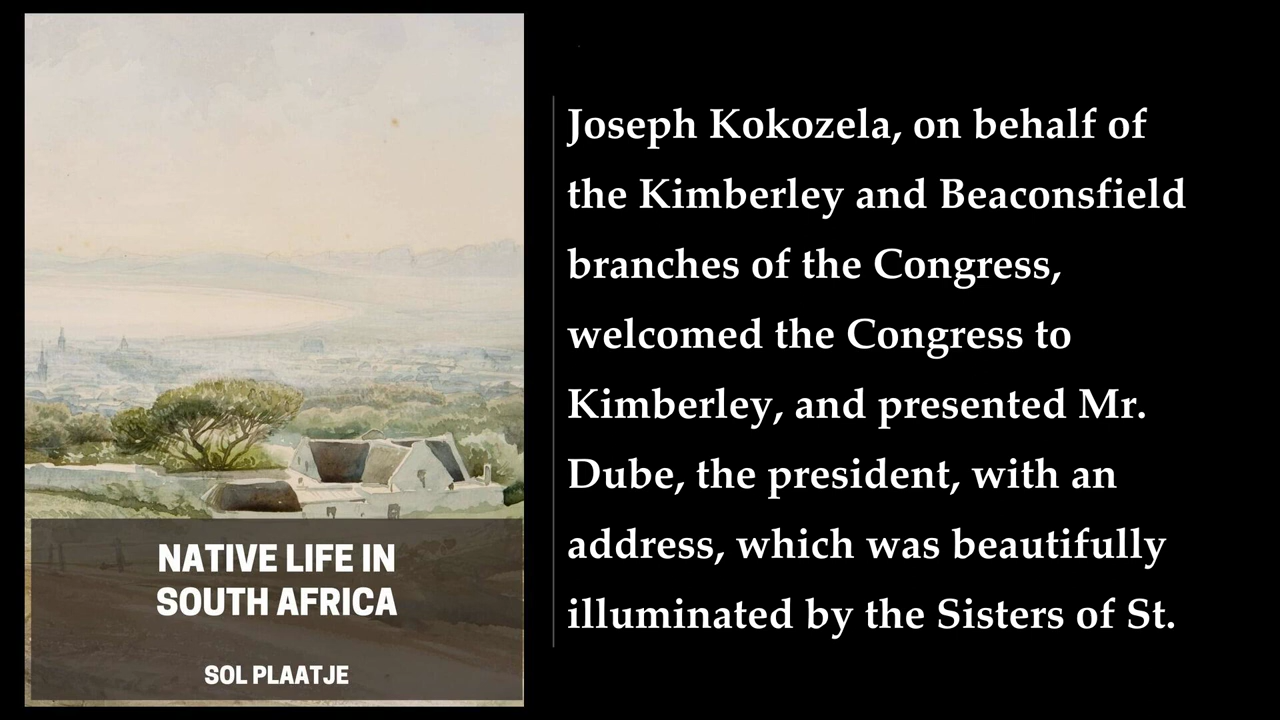 NATIVE LIFE IN
SOUTH AFRICA
SOL PLAATJE
Joseph Kokozela, on behalf of
the Kimberley and Beaconsfield
branches of the Congress,
welcomed the Congress to
Kimberley, and presented Mr.
Dube, the president, with an
address, which was beautifully
illuminated by the Sisters of St.